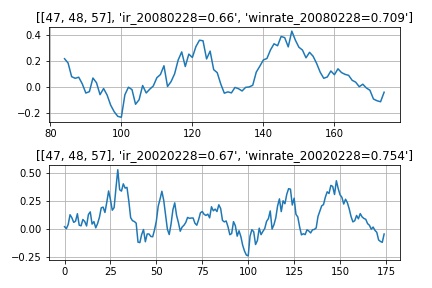 [[47, 48, 57], 'ir_20080228=0.66', 'winrate_20080228=0.709']
0.4
0.2
0.0
−0.2
80 100 120 140 160
[[47, 48, 57], 'ir_20020228=0.67', 'winrate_20020228=0.754']
0.50
0.25
0.00
−0.25
0 25 50 75 100 125 150 175